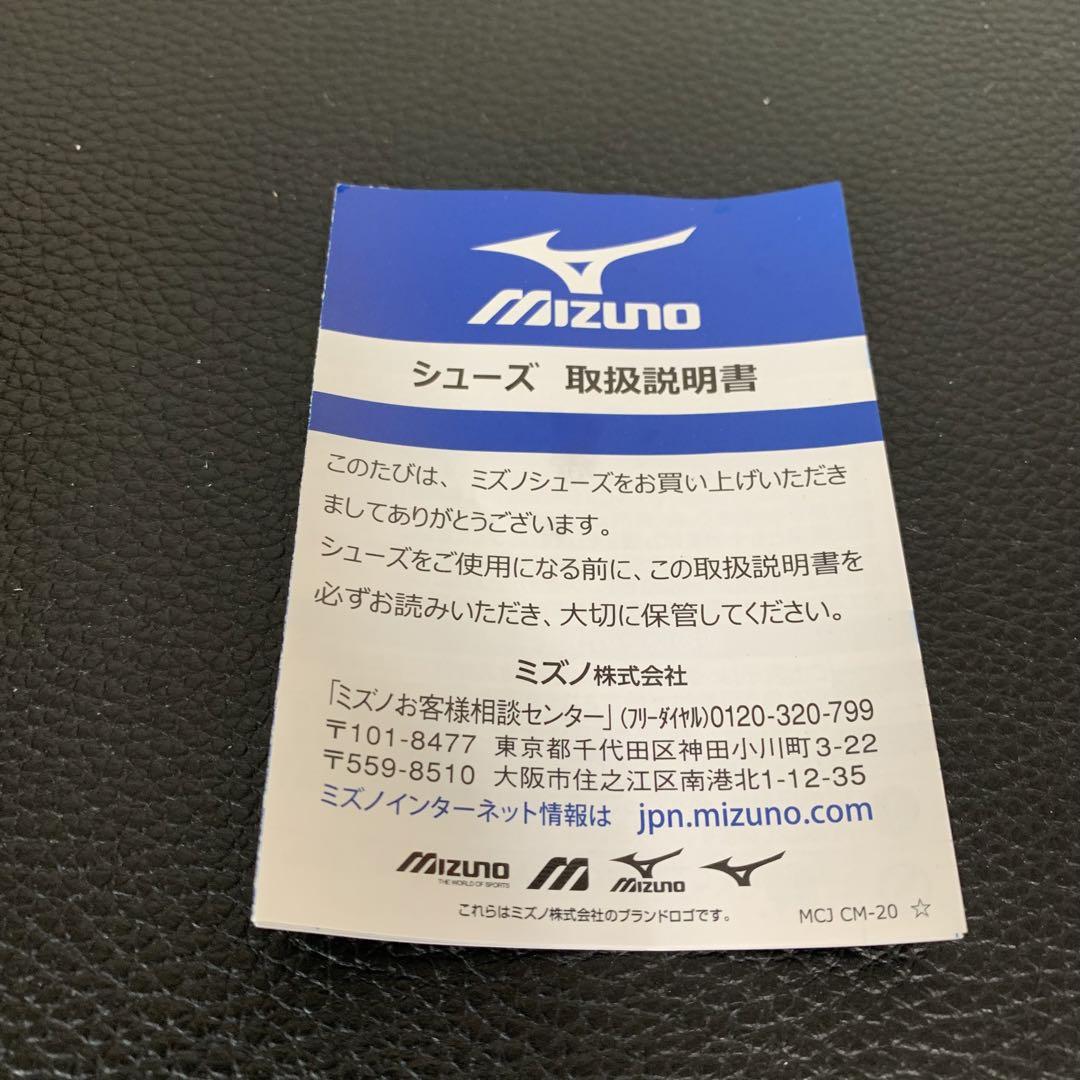 MIZUNO
シューズ 取扱説明書
このたびは、ミズノシューズをお買い上げいただき
ましてありがとうございます。
シューズをご使用になる前に、この取扱説明書を
必ずお読みいただき、大切に保管してください。
ミズノ株式会社
「ミズノお客様相談センター」(フリーダイヤル)0120-320-799
〒101-8477 東京都千代田区神田小川町3-22
〒559-8510 大阪市住之江区南港北1-12-35
ミズノインターネット情報は jpn.mizuno.com
MIZUNO M MIZUNO
THE WORLD OF SPORTS
これらはミズノ株式会社のブランドロゴです。 MCJ CM-20 ☆